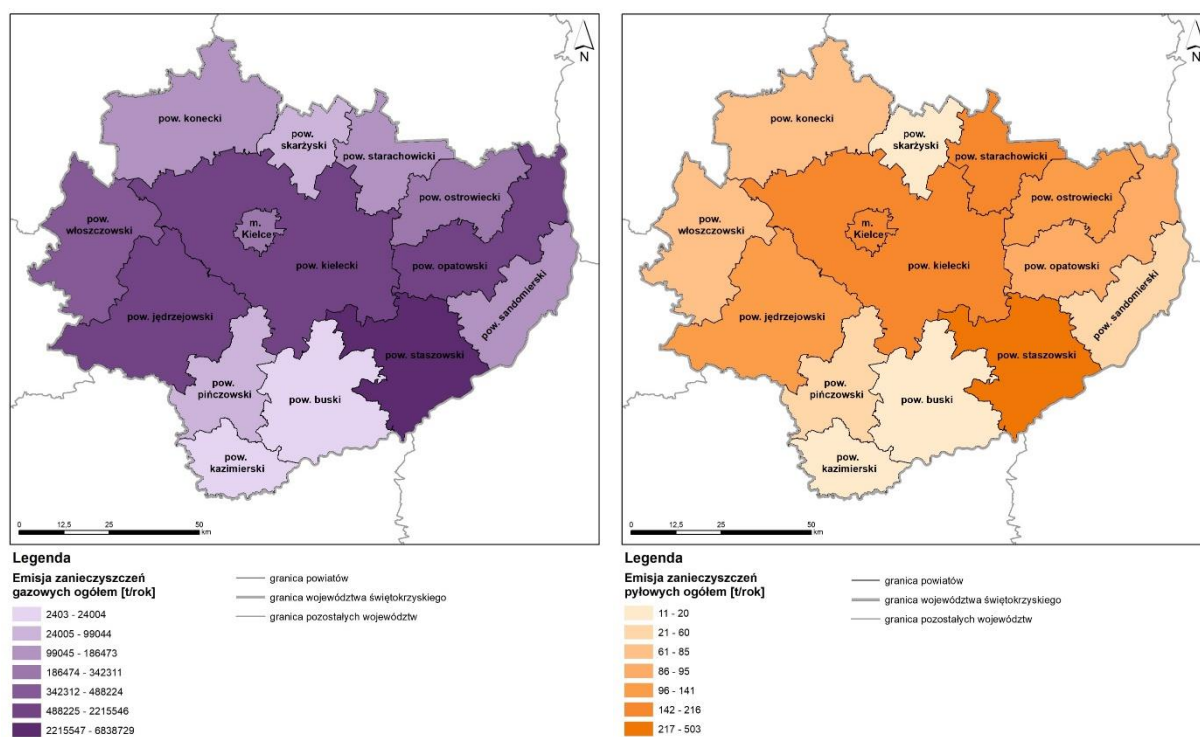 N
pow. konecki
pow.
skarżyski
pow. starachowicki
pow. ostrowiecki
pow.
włoszczowski
m.
Kielce
pow. kielecki
pow. opatowski
pow. sandomierski
pow. jędrzejowski
pow. staszowski
pow.
pińczowski
pow. buski
pow.
kazimierski
0 12,5 25 50
km
Legenda
Emisja zanieczyszczeń
gazowych ogółem [t/rok]
2403 - 24004
24005 - 99044
99045 - 186473
186474 - 342311
342312 - 488224
488225 - 2215546
2215547 - 6838729
granica powiatów
granica województwa świętokrzyskiego
granica pozostałych województw
N
pow. konecki
pow.
skarżyski
pow. starachowicki
pow. ostrowiecki
pow.
włoszczowski
m.
Kielce
pow. kielecki
pow. opatowski
pow. sandomierski
pow. jędrzejowski
pow. staszowski
pow.
pińczowski
pow. buski
pow.
kazimierski
0 12,5 25 50
km
Legenda
Emisja zanieczyszczeń
pyłowych ogółem [t/rok]
11 - 20
21 - 60
61 - 85
86 - 95
96 - 141
142 - 216
217 - 503
granica powiatów
granica województwa świętokrzyskiego
granica pozostałych województw